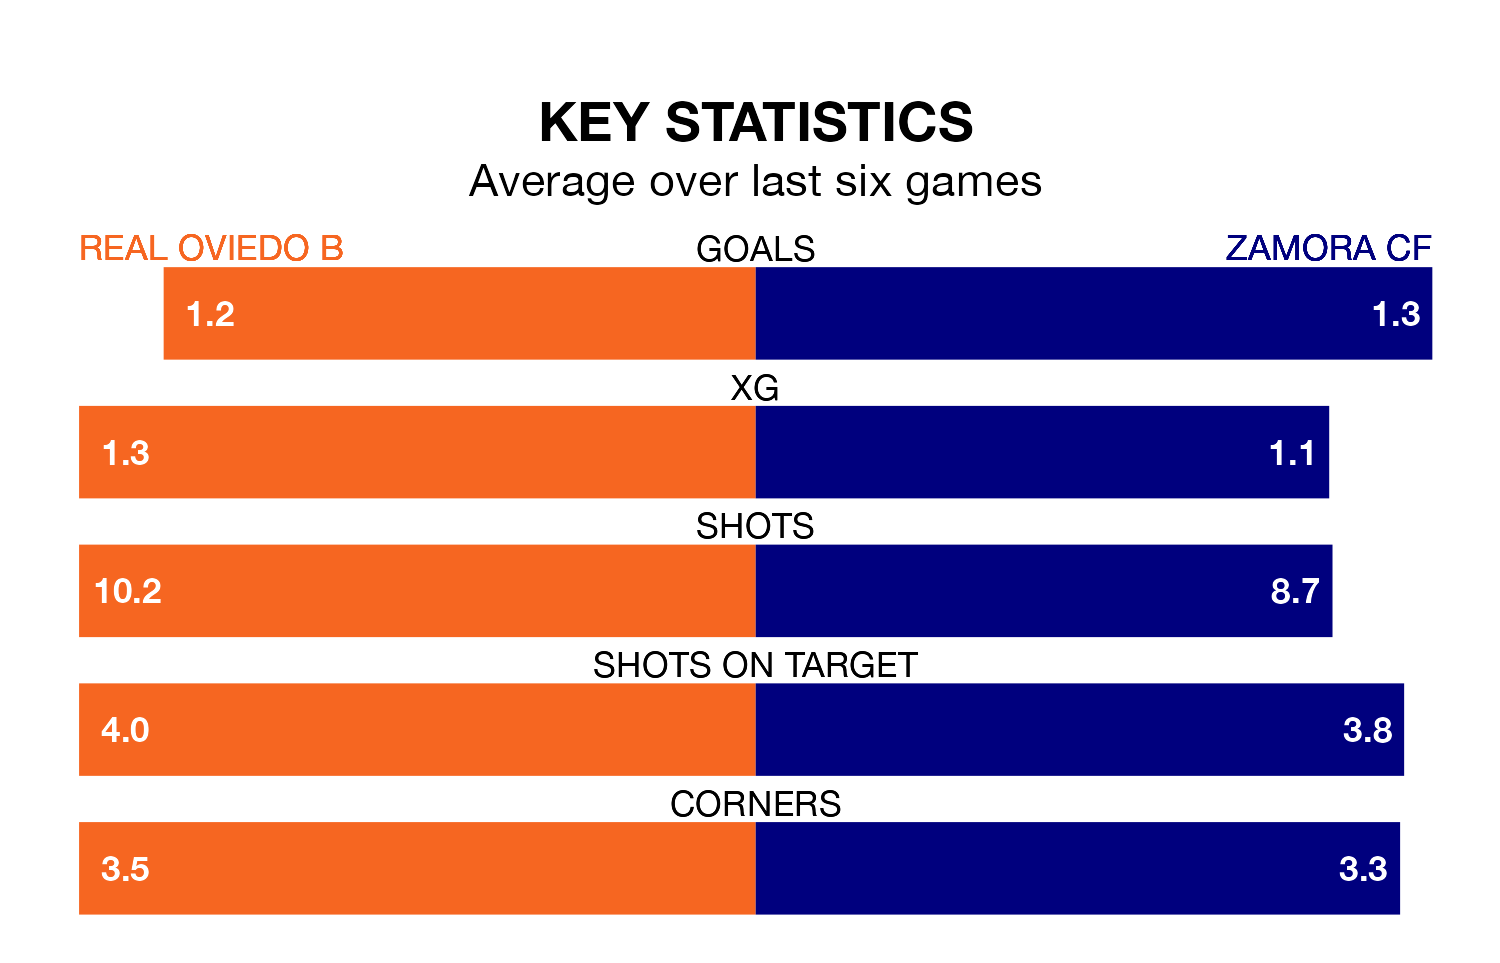 KEY STATISTICS
Average over last six games
REAL OVIEDO B GOALS ZAMORA CF
1.2 1.3
XG
1.3 1.1
SHOTS
10.2 8.7
SHOTS ON TARGET
4.0 3.8
CORNERS
3.5 3.3